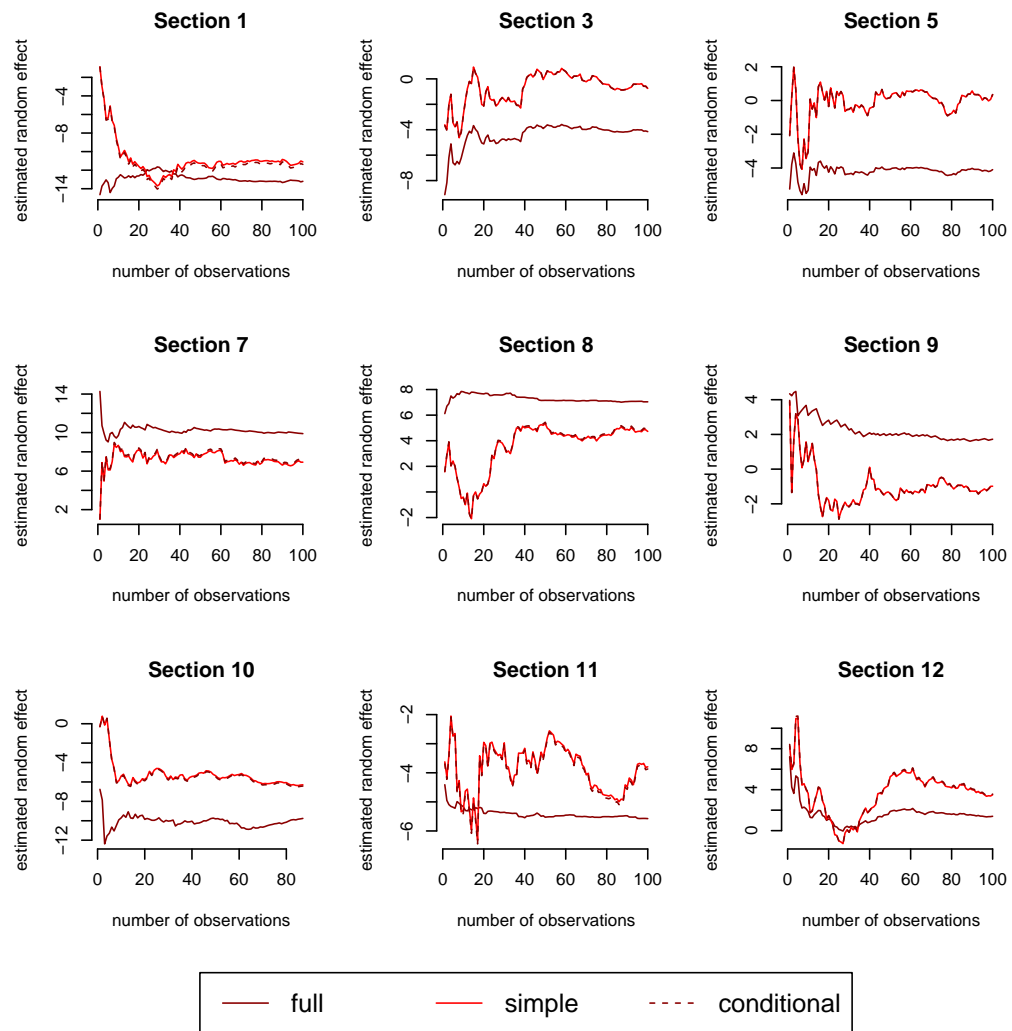 Section 1
estimated random effect
−4
−8
−11
−14
0 20 40 60 80 100
number of observations
Section 3
estimated random effect
0
−4
−8
0 20 40 60 80 100
number of observations
Section 5
estimated random effect
2
0
−2
−4
0 20 40 60 80 100
number of observations
Section 7
estimated random effect
14
10
6
2
0 20 40 60 80 100
number of observations
Section 8
estimated random effect
8
6
4
2
−2
0 20 40 60 80 100
number of observations
Section 9
estimated random effect
4
2
0
−2
0 20 40 60 80 100
number of observations
Section 10
estimated random effect
0
−4
−8
−12
0 20 40 60 80
number of observations
Section 11
estimated random effect
−2
−4
−6
0 20 40 60 80 100
number of observations
Section 12
estimated random effect
8
4
0
0 20 40 60 80 100
number of observations
full simple conditional